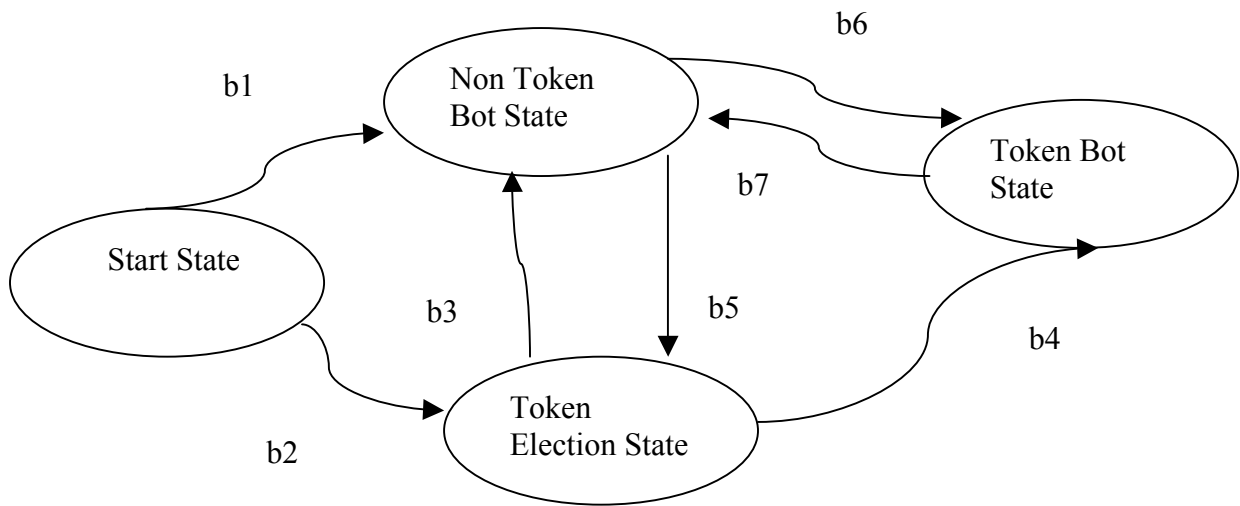 b6
b1
Non Token
Bot State
Token Bot
State
b7
Start State
b3
b5
b4
Token
Election State
b2